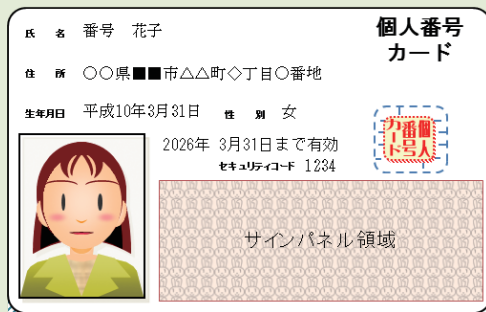 氏 名 番号 花子
個人番号
カード
住 所 ○○県■■市△△町◇丁目○番地
生年月日 平成10年3月31日 性 別 女
2026年 3月31日まで有効
セキュリティコード 1234
個人
番号
カード
サインパネル領域